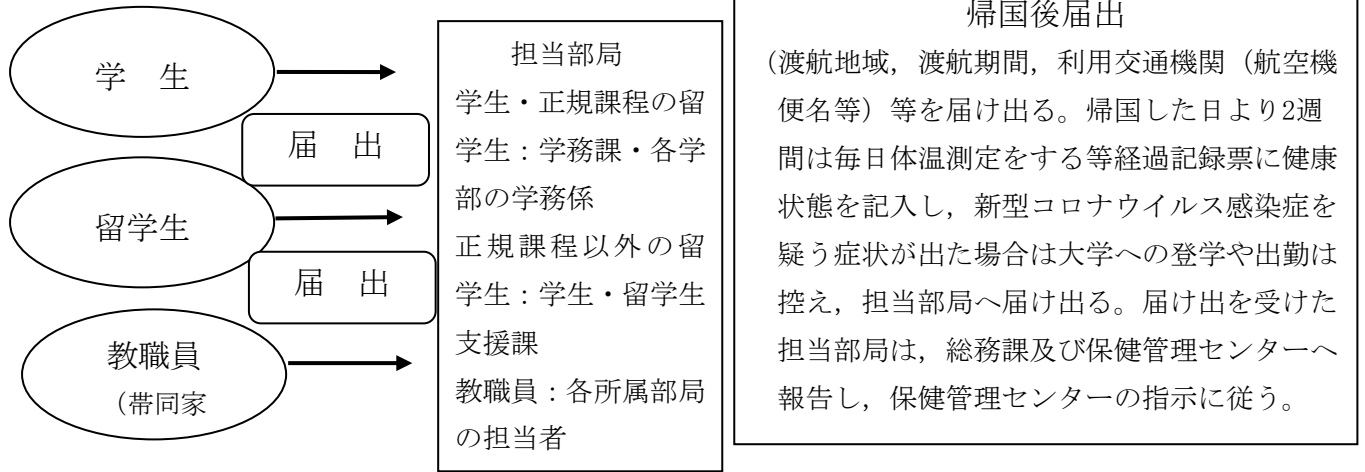 学　生
届　出
留学生
届　出
教職員
（帯同家
担当部局
学生・正規課程の留
学生：学務課・各学
部の学務係
正規課程以外の留
学生：学生・留学生
支援課
教職員：各所属部局
の担当者
帰国後届出
（渡航地域，渡航期間，利用交通機関（航空機
便名等）等を届け出る。帰国した日より2週
間は毎日体温測定をする等経過記録票に健康
状態を記入し，新型コロナウイルス感染症を
疑う症状が出た場合は大学への登学や出勤は
控え，担当部局へ届け出る。届け出を受けた
担当部局は，総務課及び保健管理センターへ
報告し，保健管理センターの指示に従う。